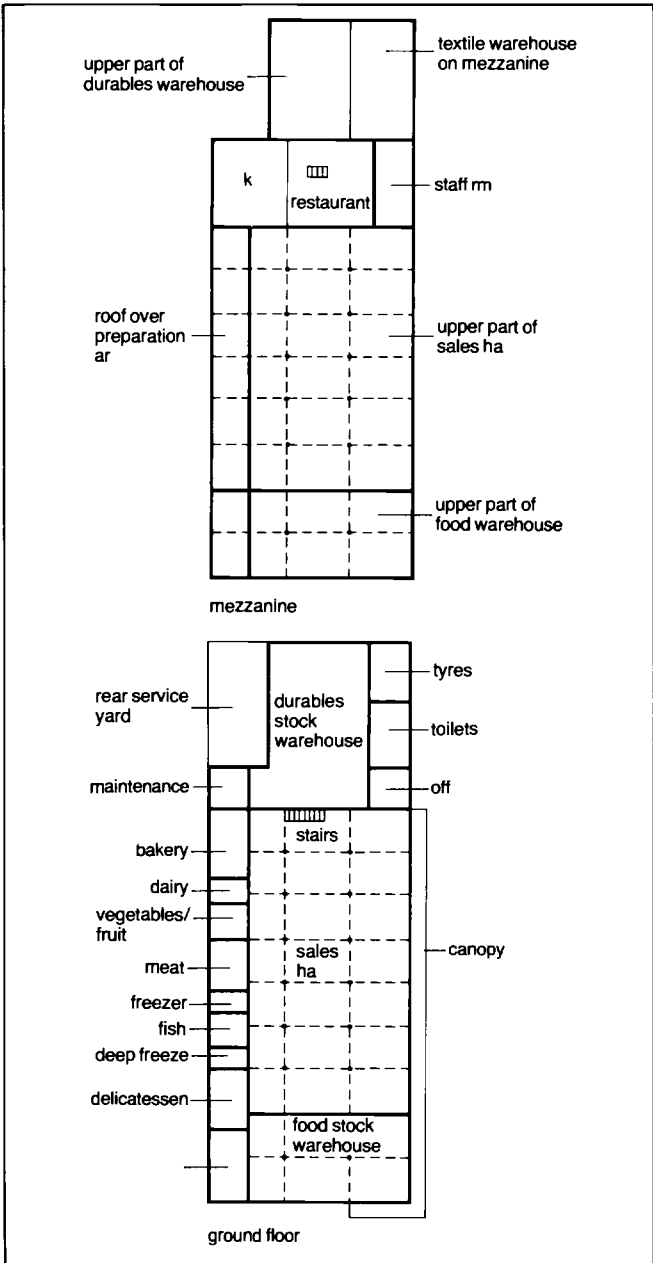 upper part of
durables warehouse
textile warehouse
on mezzanine
k
restaurant
staff rm
roof over
preparation
ar
upper part of
sales ha
upper part of
food warehouse
mezzanine
rear service
yard
durables
stock
warehouse
tyres
toilets
maintenance
off
stairs
bakery
dairy
vegetables/
fruit
sales
ha
canopy
meat
freezer
fish
deep freeze
delicatessen
food stock
warehouse
ground floor